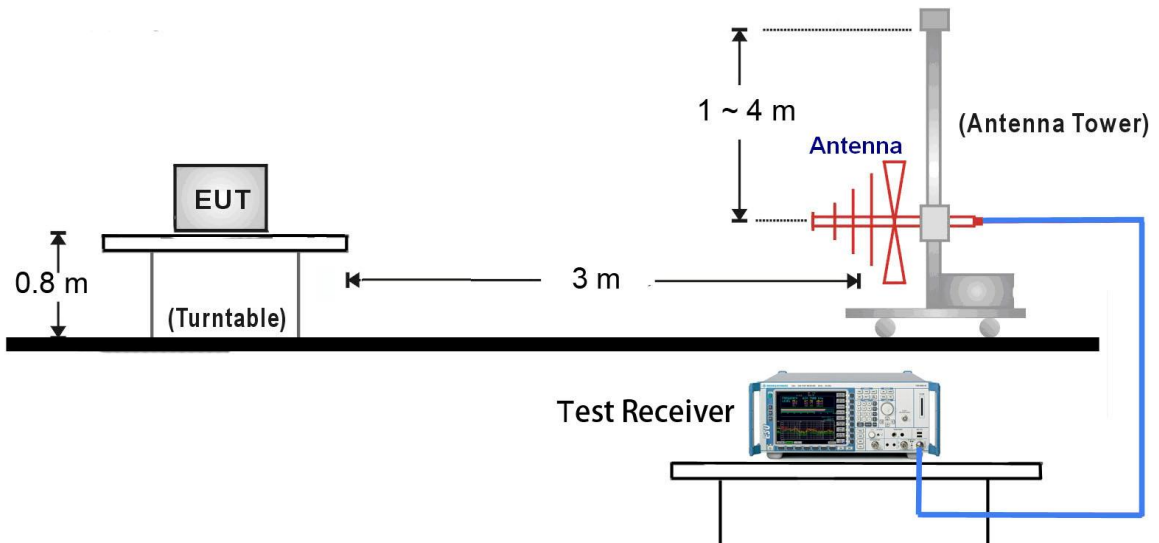 1 ~ 4 m
(Antenna Tower)
Antenna
EUT
0.8 m
3 m
(Turntable)
Test Receiver